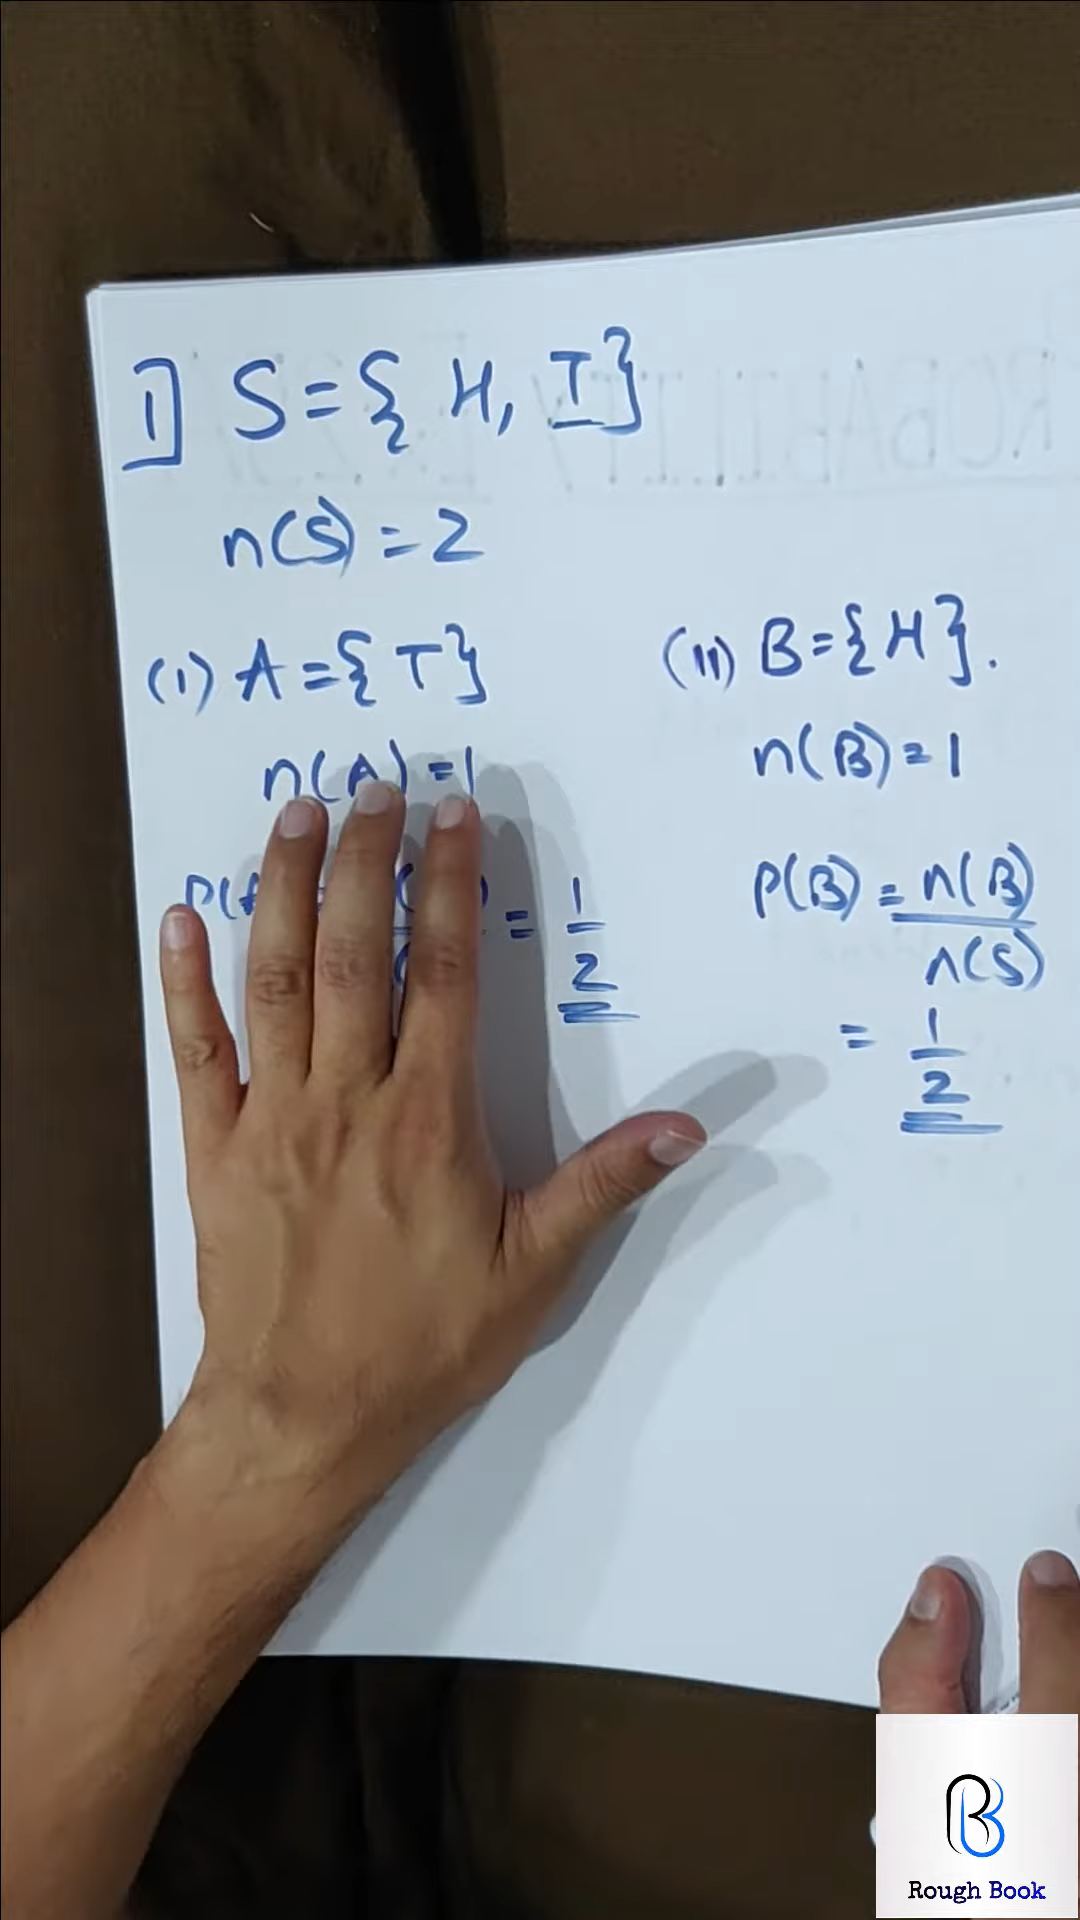 1] S = { H, T }
n(S) = 2
(i) A = { T }
n(A) = 1
= 1/2
(ii) B = { H }.
n(B) = 1
P(B) = n(B)/n(S)
= 1/2
Rough Book